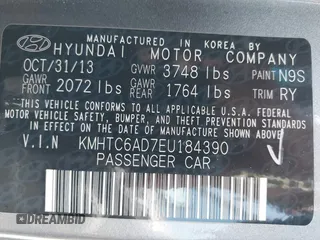 MANUFACTURED IN KOREA BY
HYUNDAI MOTOR COMPANY
OCT/31/13 GVWR 3748 lbs PAINT N9S
GAWR FRONT 2072 lbs GAWR REAR 1764 lbs TRIM RY
THIS VEHICLE CONFORMS TO ALL APPLICABLE U.S. FEDERAL
MOTOR VEHICLE SAFETY, BUMPER, AND THEFT PREVENTION
STANDARDS IN EFFECT ON THE DATE OF MANUFACTURE SHOWN ABOVE.
V.I.N KMHTC6AD7EU184390
PASSENGER CAR
DREAMBID